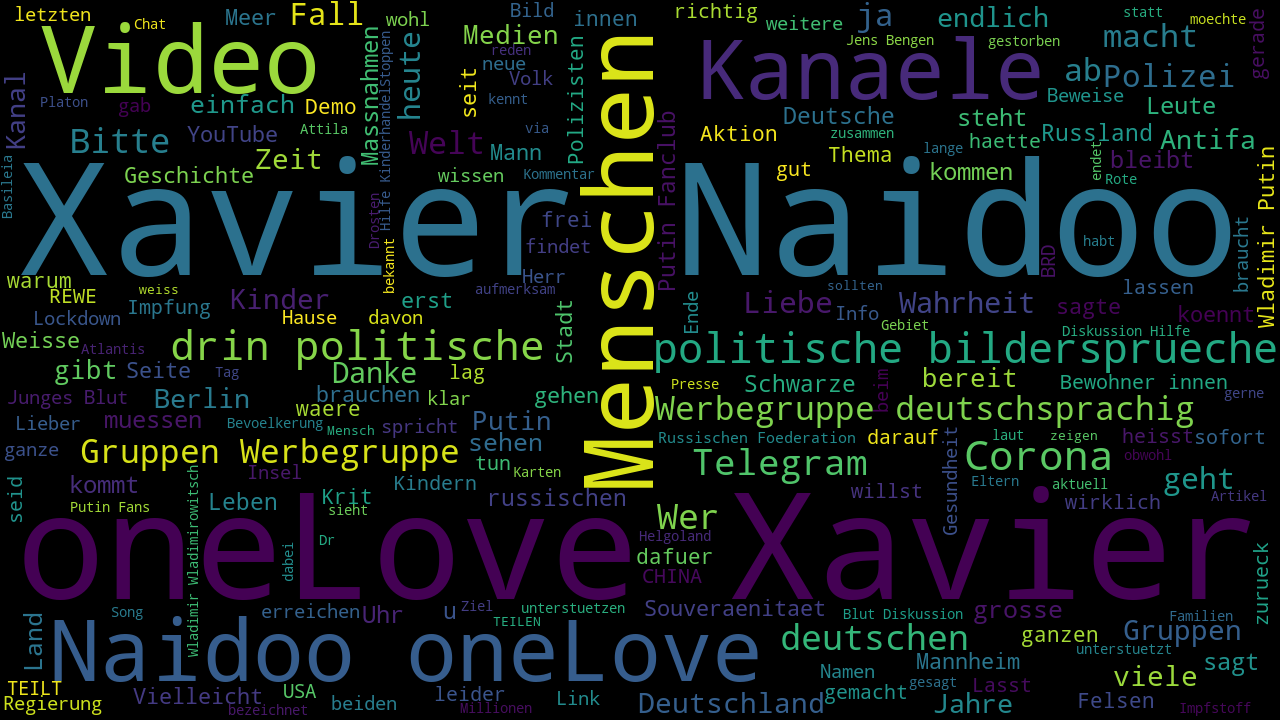 letzten
Chat
Meer
Fall
wohl
Bild
innen
richtig
weitere
ja
endlich
statt
moechte
Video
Medien
reden
Jens Bengen
gestorben
macht
gerade
Kanal
Platon
gab
einfach
Demo
Massnahmen
Hilfe Kinderhandelstoppen
heute
seit
neue
Volk
kennt
Polizisten
Menschen
Kanaele
ab
Polizei
Beweise
Leute
Bitte
YouTube
Attila
Welt
via
Mann
Putin Fanclub
Aktion
Deutsche
zusammen
Thema
steht
haette
Russland
Antifa
Basileia
Geschichte
Zeit
Drosten
wissen
Kommentar
gut
lange
kommen
endet
bleibt
Rote
Wladimir Putin
Xavier
Naidoo
frei
findet
bekannt
habt
BRD
braucht
warum
REWE
weiss
Herr
aufmerksam
sollten
lassen
Lockdown
Impfung
Kinder
Hause
davon
erst
Stadt
Ende
Liebe
Info
Wahrheit
Gebiet
sagte
koennt
Weisse
Atlantis
drin politische
politische bildersprueche
Diskussion Hilfe
gibt
Seite
Tag
Danke
lag
Presse
Schwarze
beim
bereit
Bewohner innen
gerne
Junges Blut
Berlin
brauchen
klar
gehen
Werbegruppe deutschsprachig
Lieber
muessen
waere
Bevoelkerung
Mensch
spricht
Putin
Russischen Foederation
darauf
laut
zeigen
heisst
sofort
ganze
Gruppen Werbegruppe
sehen
Telegram
Gesundheit
Corona
obwohl
kommt
Insel
Kindern
tun
Karten
Eltern
aktuell
geht
seid
Putin Fans
Wladimir Wladimirowitsch
Leben
Krit
sieht
russischen
Wer
willst
wirklich
Artikel
oneLove Xavier
Dr
dabei
Helgoland
dafuer
CHINA
zurueck
Land
Song
erreichen
Uhr
u
Ziel
unterstuetzen
TEILEN
Souveraenitaet
Blut Diskussion
grosse
Familien
Naidoo oneLove
deutschen
ganzen
Gruppen
unterstuetzt
TEILT
Regierung
Vielleicht
bezeichnet
USA
beiden
leider
Millionen
Link
Deutschland
Namen
gemacht
gesagt
Mannheim
Lasst
Jahre
viele
sagt
Felsen
Impfstoff